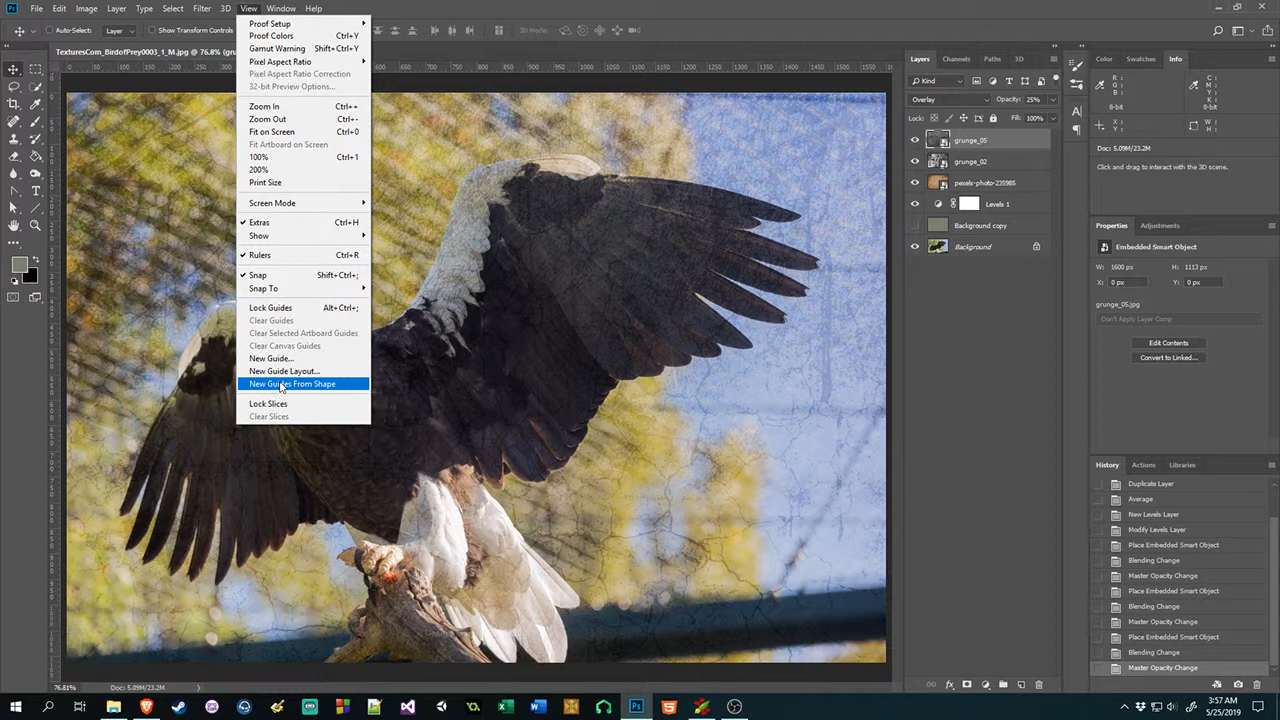 Ps File Edit Image Layer Type Select Filter 3D View Window Help
Auto-Select: Layer Show Transform Controls 3D Mode:
TexturesCom_BirdofPrey0003_1_M.jpg @ 76.8% (gru
Proof Setup
Proof Colors Ctrl+Y
Gamut Warning Shift+Ctrl+Y
Pixel Aspect Ratio
Pixel Aspect Ratio Correction
32-bit Preview Options...
Zoom In Ctrl++
Zoom Out Ctrl+-
Fit on Screen Ctrl+0
Fit Artboard on Screen
100% Ctrl+1
200%
Print Size
Screen Mode
Extras Ctrl+H
Show
Rulers Ctrl+R
Snap Shift+Ctrl+;
Snap To
Lock Guides Alt+Ctrl+;
Clear Guides
Clear Selected Artboard Guides
Clear Canvas Guides
New Guide...
New Guide Layout...
New Guides From Shape
Lock Slices
Clear Slices
Layers Channels Paths 3D
Kind
Overlay Opacity: 25%
Lock: Fill: 100%
grunge_05
grunge_02
pexels-photo-235985
Levels 1
Background copy
Background
Color Swatches Info
R : C :
G : M :
B : Y :
K :
8-bit 8-bit
X : W :
Y : H :
Doc: 5.09M/23.2M
Click and drag to interact with the 3D scene.
Properties Adjustments
Embedded Smart Object
W: 1600 px H: 1113 px
X: 0 px Y: 0 px
grunge_05.jpg
Don't Apply Layer Comp
Edit Contents
Convert to Linked...
History Actions Libraries
Duplicate Layer
Average
New Levels Layer
Modify Levels Layer
Place Embedded Smart Object
Blending Change
Master Opacity Change
Place Embedded Smart Object
Blending Change
Master Opacity Change
Place Embedded Smart Object
Blending Change
Master Opacity Change
76.81% Doc: 5.09M/23.2M
3:57 AM
5/25/2019